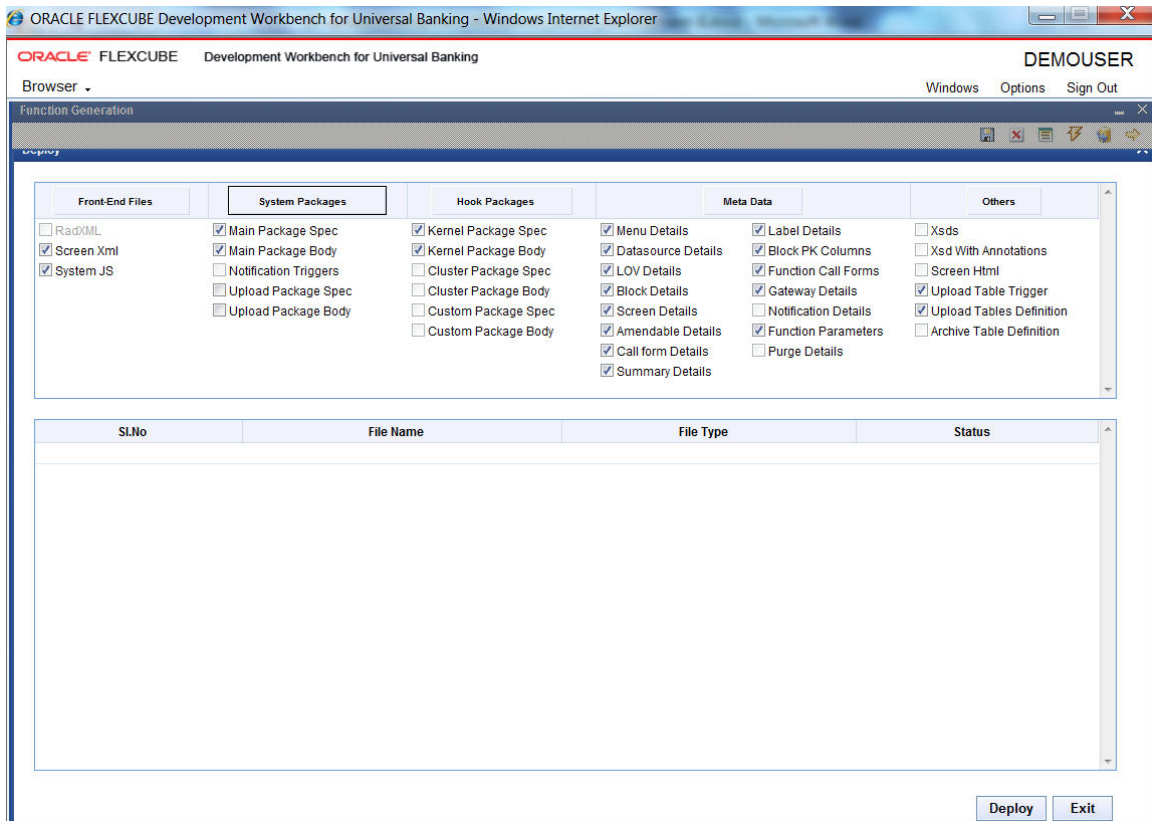 ORACLE FLEXCUBE Development Workbench for Universal Banking - Windows Internet Explorer
ORACLE FLEXCUBE Development Workbench for Universal Banking DEMOUSER
Browser Windows Options Sign Out
Function Generation
Deploy
Front-End Files System Packages Hook Packages Meta Data Others
RadXML Main Package Spec Kernel Package Spec Menu Details Label Details Xsds
Screen Xml Main Package Body Kernel Package Body Datasource Details Block PK Columns Xsd With Annotations
System JS Notification Triggers Cluster Package Spec LOV Details Function Call Forms Screen Html
Upload Package Spec Cluster Package Body Block Details Gateway Details Upload Table Trigger
Upload Package Body Custom Package Spec Screen Details Notification Details Upload Tables Definition
Custom Package Body Amendable Details Function Parameters Archive Table Definition
Call form Details Purge Details
Summary Details
Sl.No File Name File Type Status
Deploy Exit